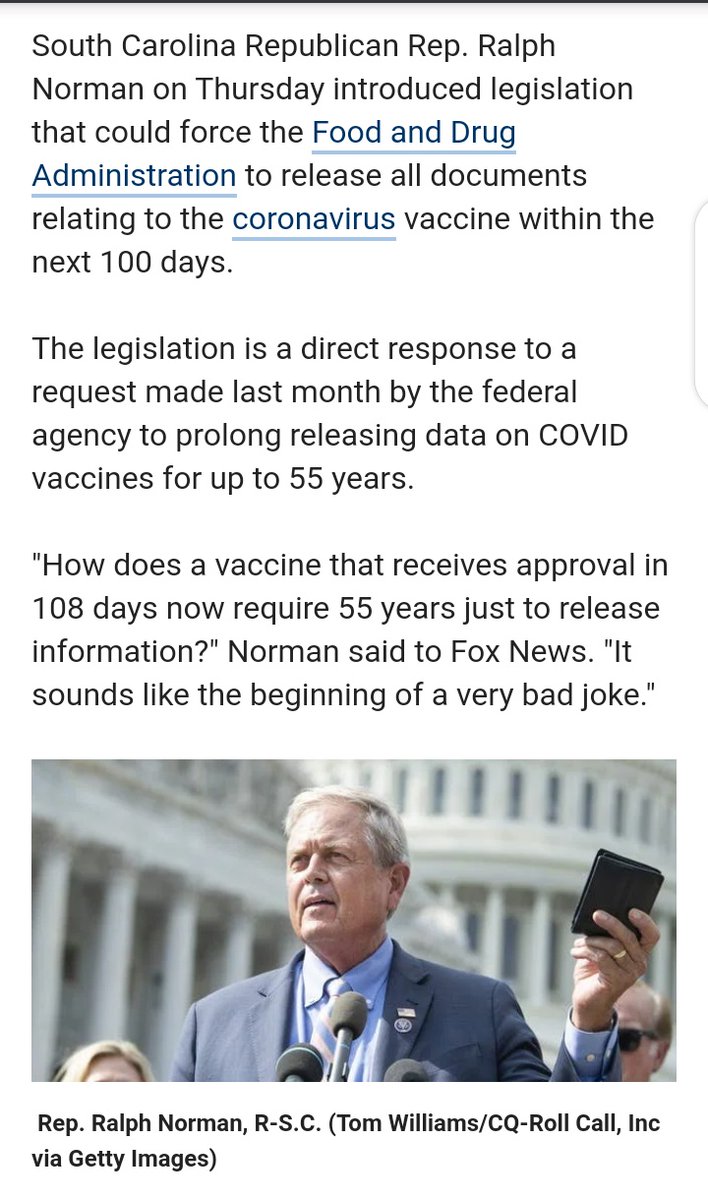 South Carolina Republican Rep. Ralph
Norman on Thursday introduced legislation
that could force the Food and Drug
Administration to release all documents
relating to the coronavirus vaccine within the
next 100 days.
The legislation is a direct response to a
request made last month by the federal
agency to prolong releasing data on COVID
vaccines for up to 55 years.
"How does a vaccine that receives approval in
108 days now require 55 years just to release
information?" Norman said to Fox News. "It
sounds like the beginning of a very bad joke."
Rep. Ralph Norman, R-S.C. (Tom Williams/CQ-Roll Call, Inc
via Getty Images)